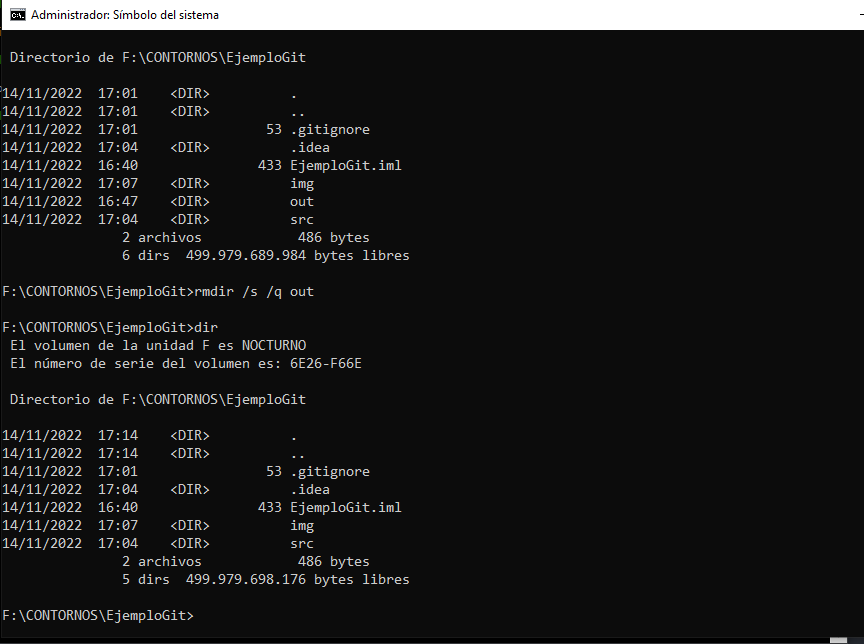 Administrador: Símbolo del sistema
Directorio de F:\CONTORNOS\EjemploGit
14/11/2022  17:01    <DIR>          .
14/11/2022  17:01    <DIR>          ..
14/11/2022  17:01                53 .gitignore
14/11/2022  17:04    <DIR>          .idea
14/11/2022  16:40               433 EjemploGit.iml
14/11/2022  17:07    <DIR>          img
14/11/2022  16:47    <DIR>          out
14/11/2022  17:04    <DIR>          src
               2 archivos            486 bytes
               6 dirs  499.979.689.984 bytes libres
F:\CONTORNOS\EjemploGit>rmdir /s /q out
F:\CONTORNOS\EjemploGit>dir
 El volumen de la unidad F es NOCTURNO
 El número de serie del volumen es: 6E26-F66E
 Directorio de F:\CONTORNOS\EjemploGit
14/11/2022  17:14    <DIR>          .
14/11/2022  17:14    <DIR>          ..
14/11/2022  17:01                53 .gitignore
14/11/2022  17:04    <DIR>          .idea
14/11/2022  16:40               433 EjemploGit.iml
14/11/2022  17:07    <DIR>          img
14/11/2022  17:04    <DIR>          src
               2 archivos            486 bytes
               5 dirs  499.979.698.176 bytes libres
F:\CONTORNOS\EjemploGit>